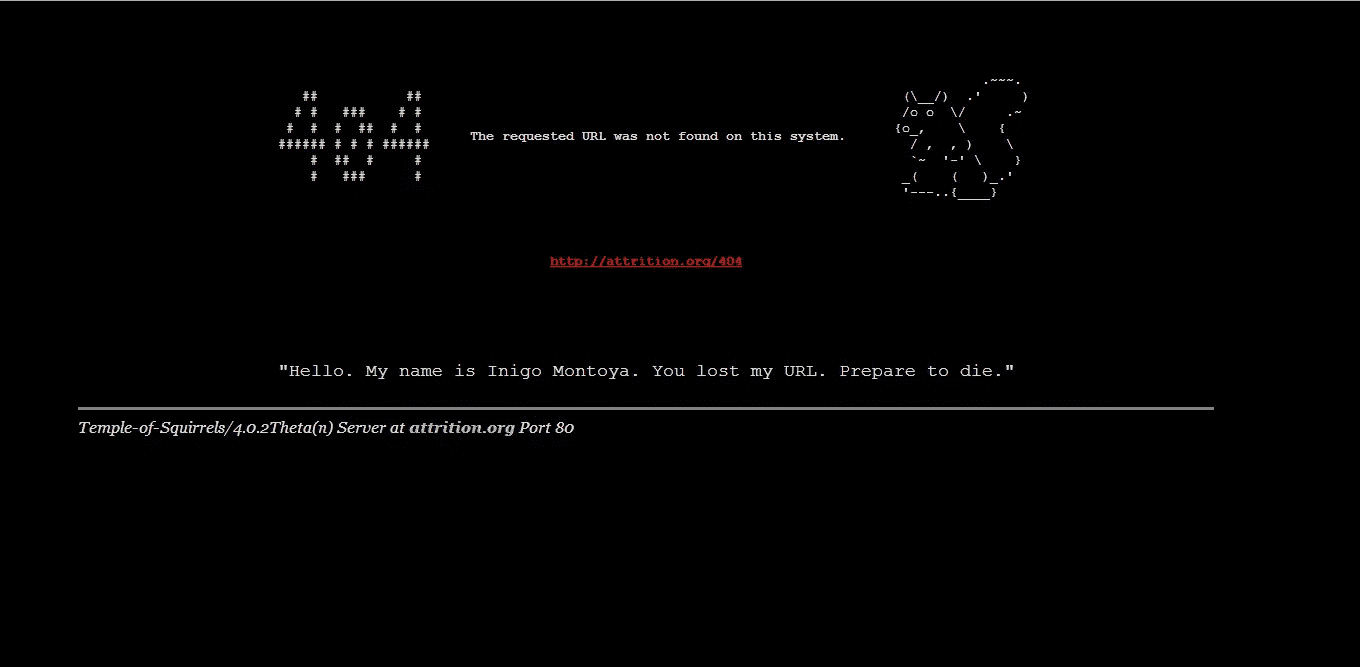 404
The requested URL was not found on this system.
http://attrition.org/404
"Hello. My name is Inigo Montoya. You lost my URL. Prepare to die."
Temple-of-Squirrels/4.0.2Theta(n) Server at attrition.org Port 80